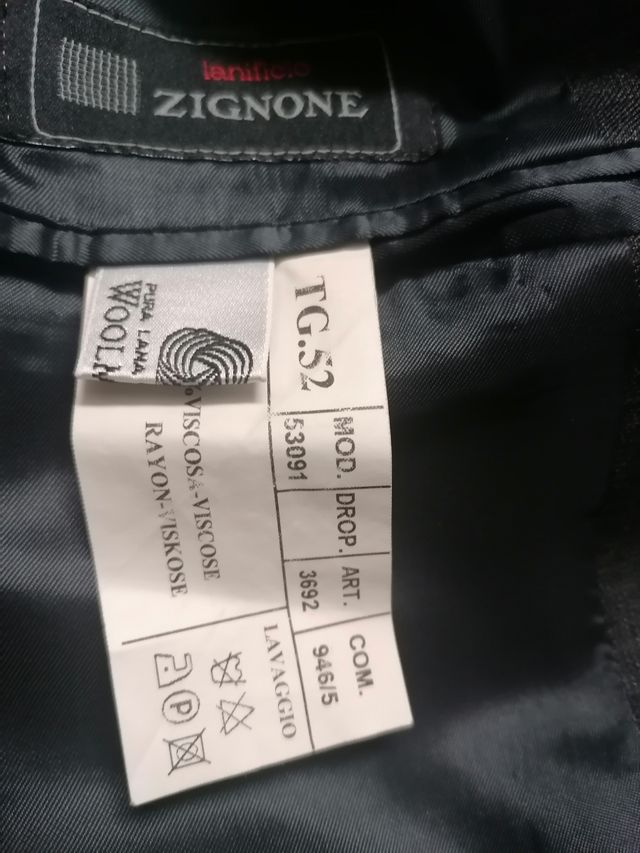 lanificio
ZIGNONE
PURA LANA
WOOLM
TG.52
MOD.
53091
DROP.
ART.
3692
COM.
946/5
%VISCOSA-VISCOSE
RAYON-VISKOSE
LAVAGGIO
P